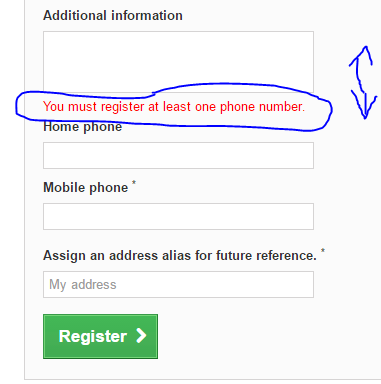 Additional information
You must register at least one phone number.
Home phone
Mobile phone *
Assign an address alias for future reference. *
My address
Register